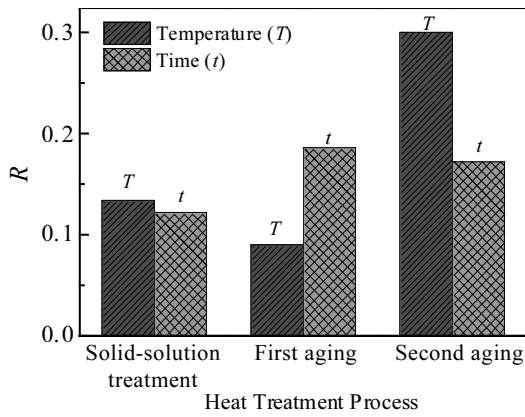 0.3
0.2
0.1
0.0
R
Temperature (T)
Time (t)
T
t
T
t
T
t
Solid-solution
treatment
First aging
Second aging
Heat Treatment Process